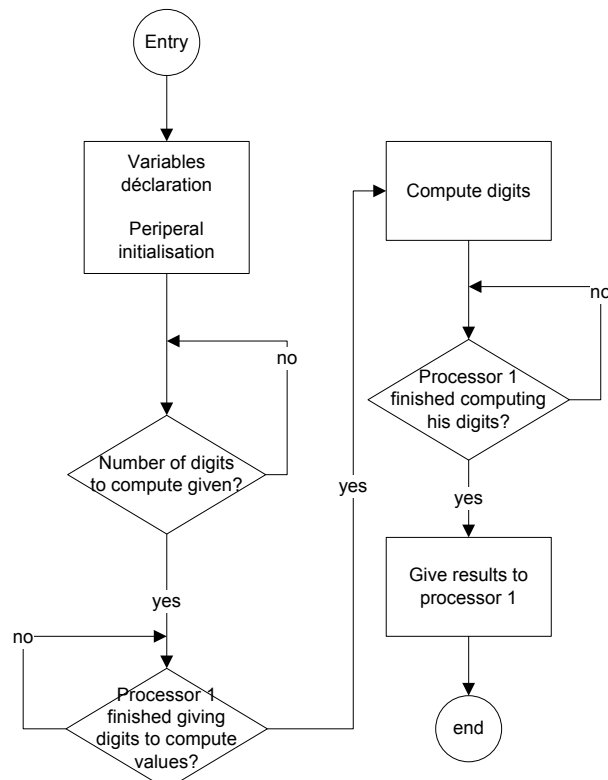 Entry
Variables
déclaration
Periperal
initialisation
no
Number of digits
to compute given?
yes
no
Processor 1
finished giving
digits to compute
values?
yes
Compute digits
no
Processor 1
finished computing
his digits?
yes
Give results to
processor 1
end